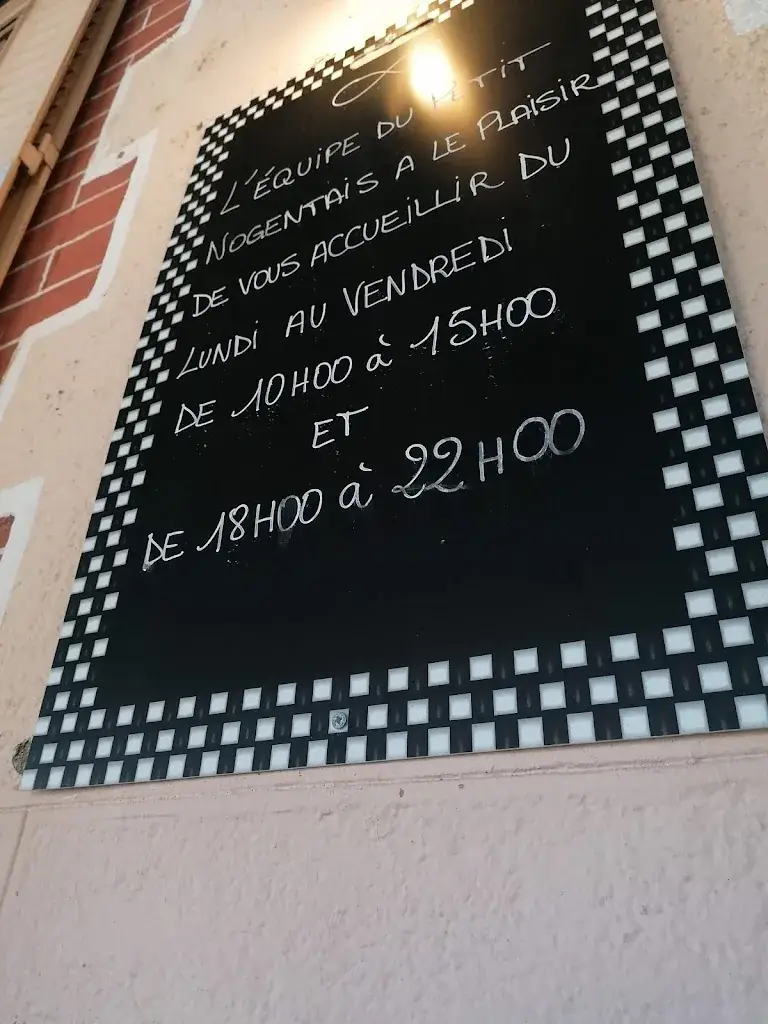 L'ÉQUIPE DU PETIT
NOGENTAIS A LE PLAISIR
DE VOUS ACCUEILLIR DU
LUNDI AU VENDREDI
DE 10H00 à 15H00
ET
DE 18H00 à 22H00